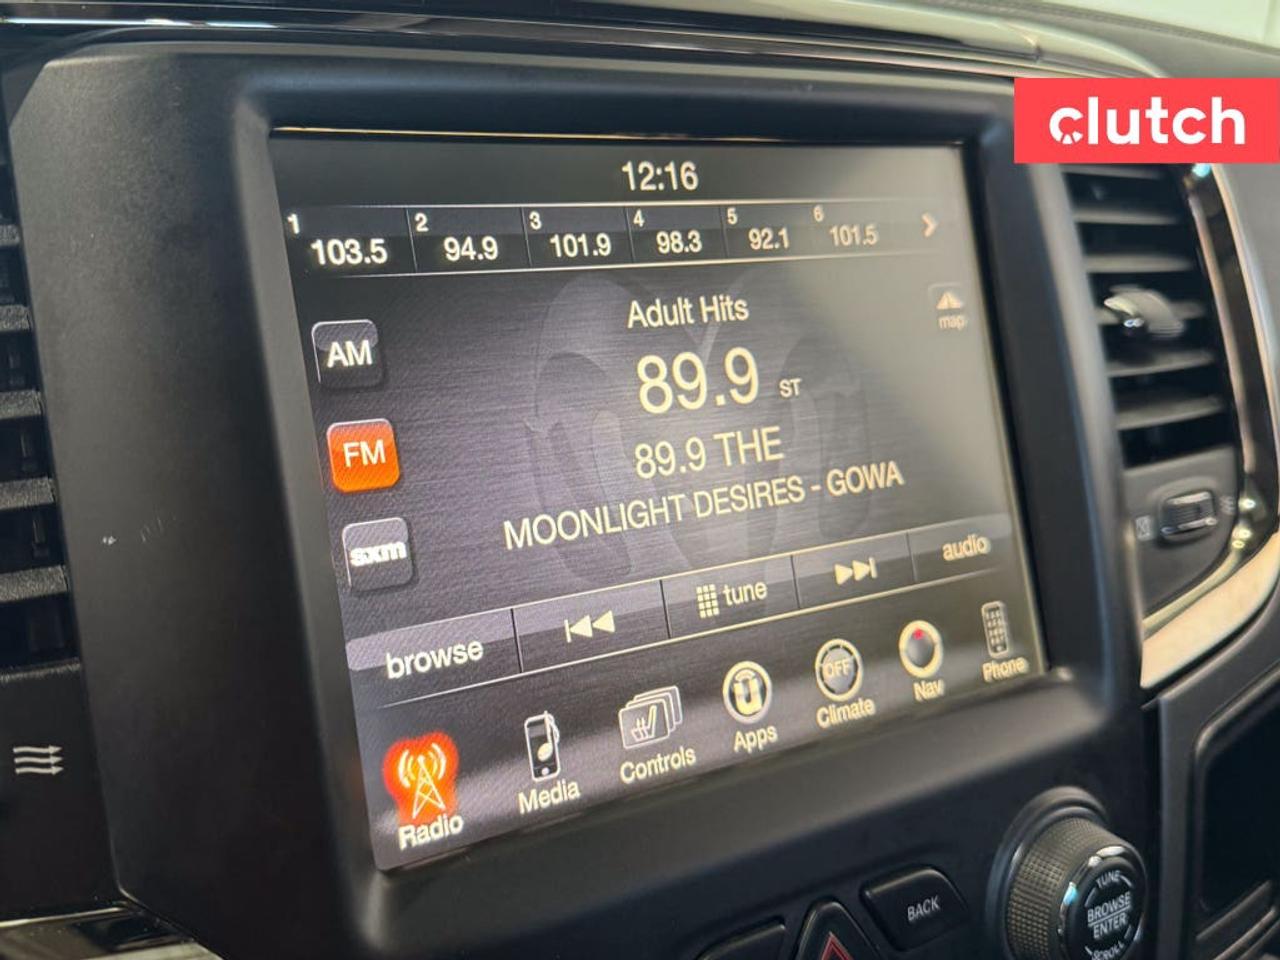 clutch
12:16
1 103.5 2 94.9 3 101.9 4 98.3 5 92.1 6 101.5
map
Adult Hits
AM
89.9 ST
FM
89.9 THE
MOONLIGHT DESIRES - GOWA
sxm
browse tune audio
Radio Media Controls Apps OFF Climate Nav Phone
BACK
TUNE
BROWSE
ENTER
SCROLL